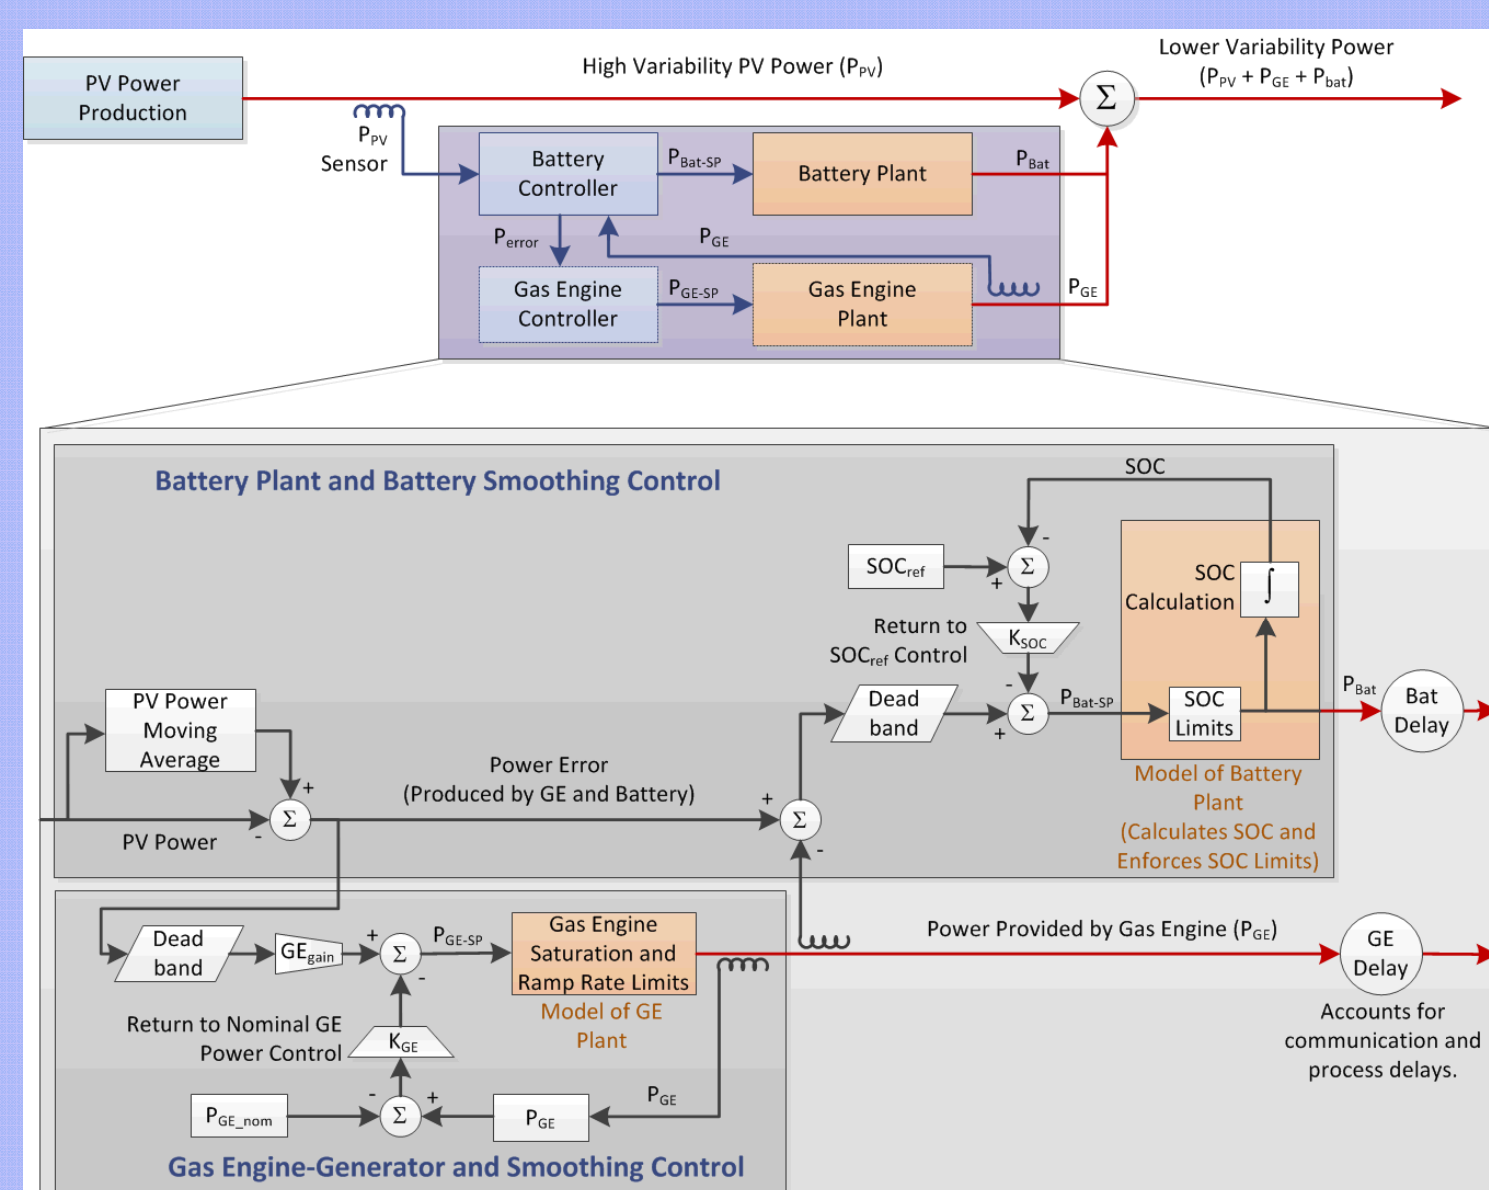 PV Power
Production
High Variability PV Power (PPV)
Lower Variability Power
(PPV + PGE + Pbat)
Σ
PPV
Sensor
Battery
Controller
PBat-SP
Battery Plant
PBat
Perror
PGE
Gas Engine
Controller
PGE-SP
Gas Engine
Plant
PGE
Battery Plant and Battery Smoothing Control
SOC
-
SOCref
+
Σ
SOC
Calculation
∫
Return to
SOCref Control
KSOC
-
PV Power
Moving
Average
Dead
band
+
Σ
PBat-SP
SOC
Limits
PBat
Bat
Delay
Power Error
(Produced by GE and Battery)
+
-
Σ
PV Power
+
Σ
-
Model of Battery
Plant
(Calculates SOC and
Enforces SOC Limits)
Dead
band
GEgain
+
Σ
-
PGE-SP
Gas Engine
Saturation and
Ramp Rate Limits
Model of GE
Plant
Power Provided by Gas Engine (PGE)
GE
Delay
Accounts for
communication and
process delays.
Return to Nominal GE
Power Control
KGE
PGE_nom
-
Σ
+
PGE
PGE
Gas Engine-Generator and Smoothing Control